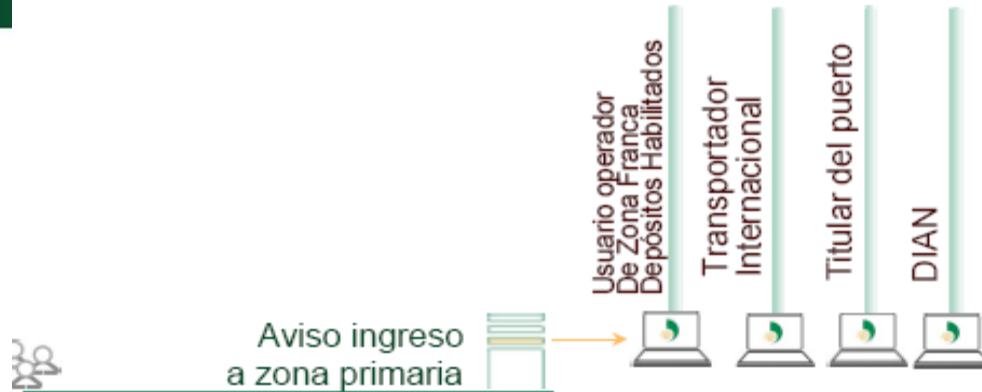 Usuario operador
De Zona Franca
Depósitos Habilitados
Transportador
Internacional
Titular del puerto
DIAN
Aviso ingreso
a zona primaria